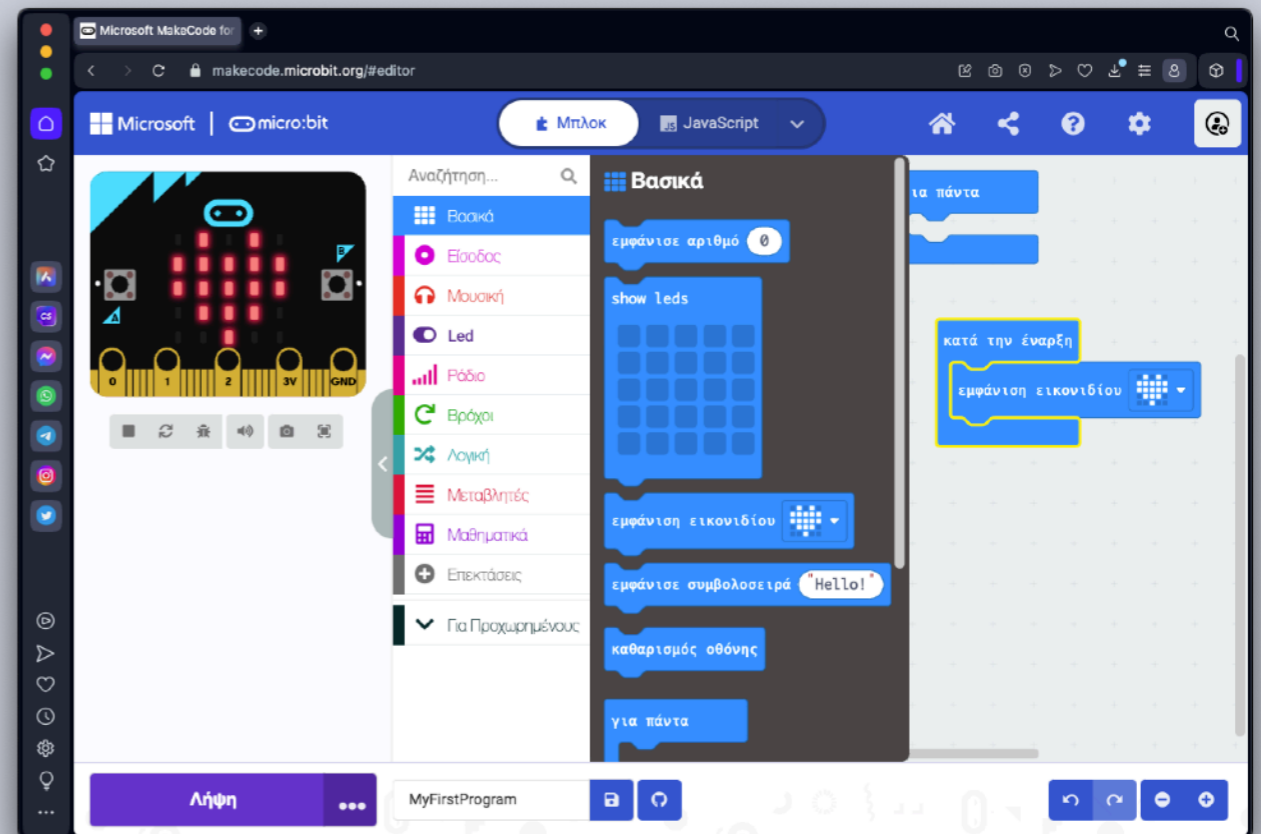 Microsoft MakeCode for
makecode.microbit.org/#editor
Microsoft | micro:bit
Μπλοκ
JS JavaScript
Αναζήτηση...
Βασικά
Είσοδος
Μουσική
Led
Ράδιο
Βρόχοι
Λογική
Μεταβλητές
Μαθηματικά
Επεκτάσεις
Για Προχωρημένους
A
B
0 1 2 3V GND
Βασικά
εμφάνισε αριθμό 0
show leds
εμφάνιση εικονιδίου
εμφάνισε συμβολοσειρά "Hello!"
καθαρισμός οθόνης
για πάντα
ια πάντα
κατά την έναρξη
εμφάνιση εικονιδίου
Λήψη
MyFirstProgram